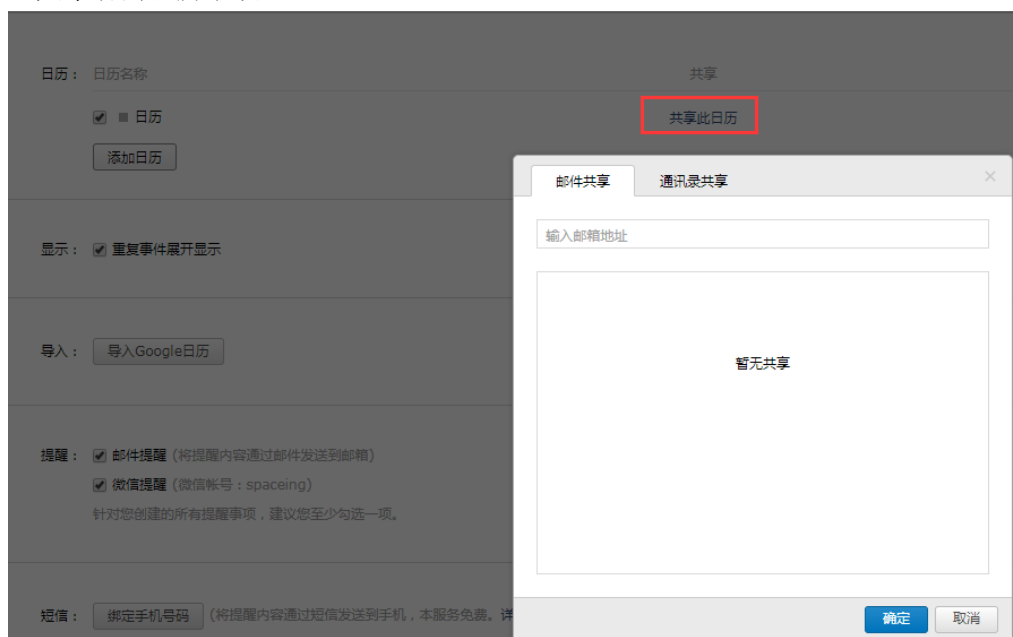 日历： 日历名称 共享
日历 共享此日历
添加日历
邮件共享 通讯录共享
输入邮箱地址
显示： 重复事件展开显示
导入： 导入Google日历
暂无共享
提醒： 邮件提醒（将提醒内容通过邮件发送到邮箱）
微信提醒（微信帐号：spaceing）
针对您创建的所有提醒事项，建议您至少勾选一项。
短信： 绑定手机号码 （将提醒内容通过短信发送到手机，本服务免费。详
确定 取消